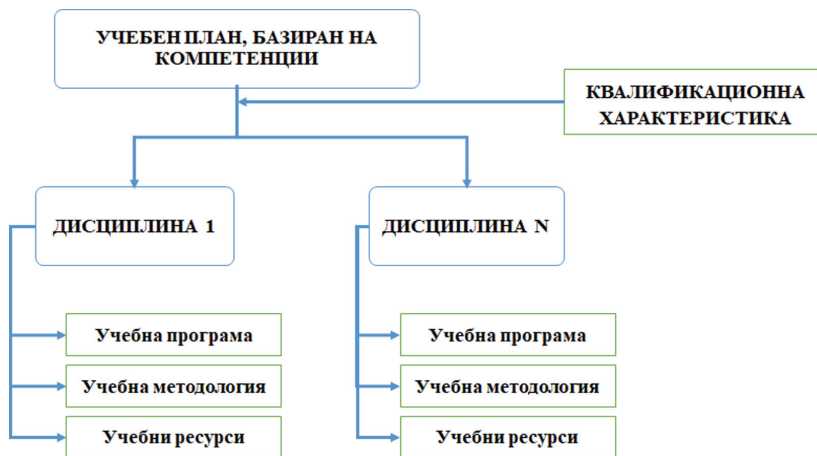 УЧЕБЕН ПЛАН, БАЗИРАН НА
КОМПЕТЕНЦИИ
КВАЛИФИКАЦИОННА
ХАРАКТЕРИСТИКА
ДИСЦИПЛИНА 1
ДИСЦИПЛИНА N
Учебна програма
Учебна методология
Учебни ресурси
Учебна програма
Учебна методология
Учебни ресурси